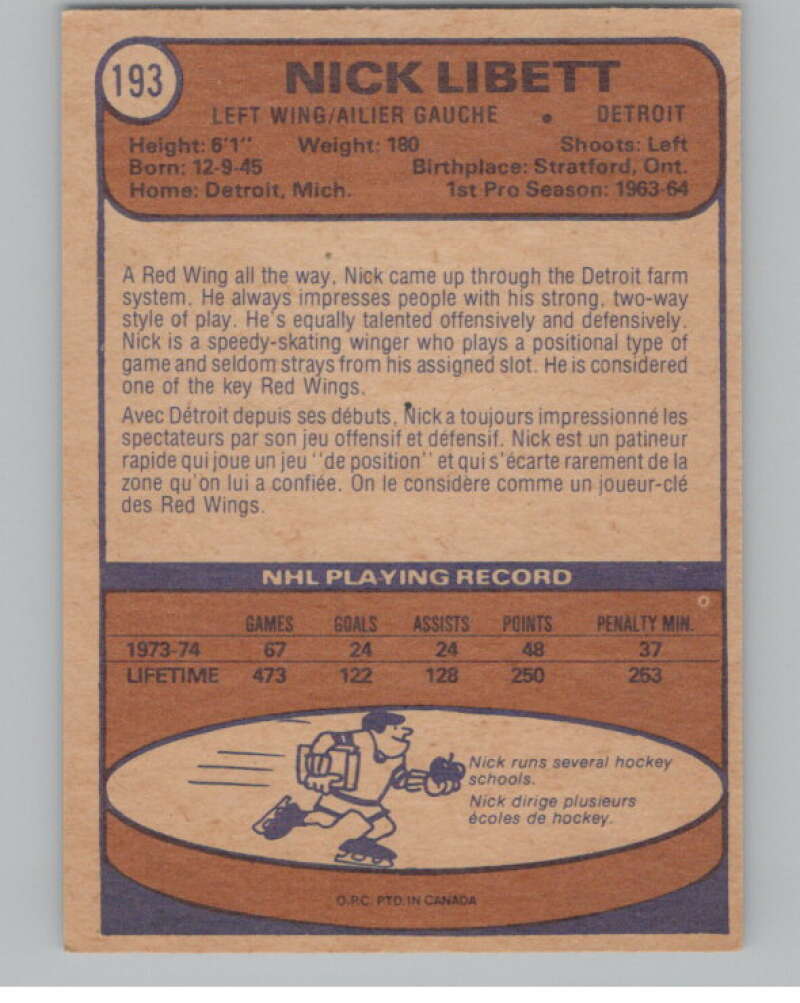 193
NICK LIBETT
LEFT WING/AILIER GAUCHE • DETROIT
Height: 6'1" Weight: 180 Shoots: Left
Born: 12-9-45 Birthplace: Stratford, Ont.
Home: Detroit, Mich. 1st Pro Season: 1963-64
A Red Wing all the way, Nick came up through the Detroit farm
system. He always impresses people with his strong, two-way
style of play. He's equally talented offensively and defensively.
Nick is a speedy-skating winger who plays a positional type of
game and seldom strays from his assigned slot. He is considered
one of the key Red Wings.
Avec Détroit depuis ses débuts, Nick a toujours impressionné les
spectateurs par son jeu offensif et défensif. Nick est un patineur
rapide qui joue un jeu "de position" et qui s'écarte rarement de la
zone qu'on lui a confiée. On le considère comme un joueur-clé
des Red Wings.
NHL PLAYING RECORD
GAMES GOALS ASSISTS POINTS PENALTY MIN.
1973-74 67 24 24 48 37
LIFETIME 473 122 128 250 253
Nick runs several hockey
schools.
Nick dirige plusieurs
écoles de hockey.
O.P.C. PTD. IN CANADA